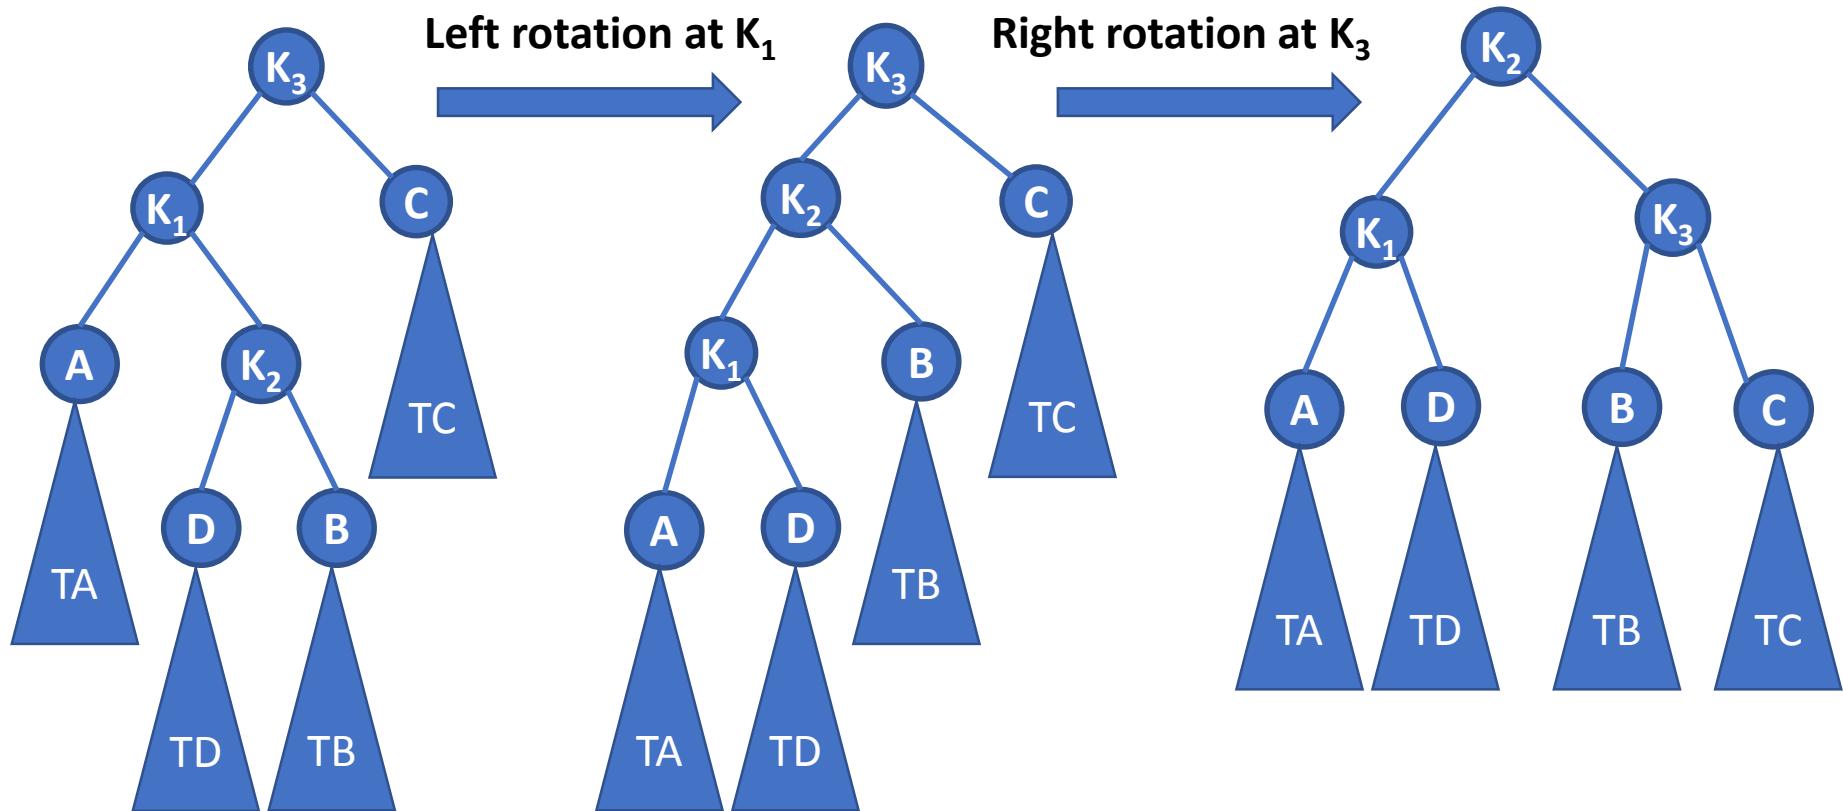 Left rotation at K₁
Right rotation at K₃
K₃
K₁
C
A
K₂
TC
D
B
TA
TD
TB
K₃
K₂
C
K₁
B
TC
A
D
TB
TA
TD
K₂
K₁
K₃
A
D
B
C
TA
TD
TB
TC